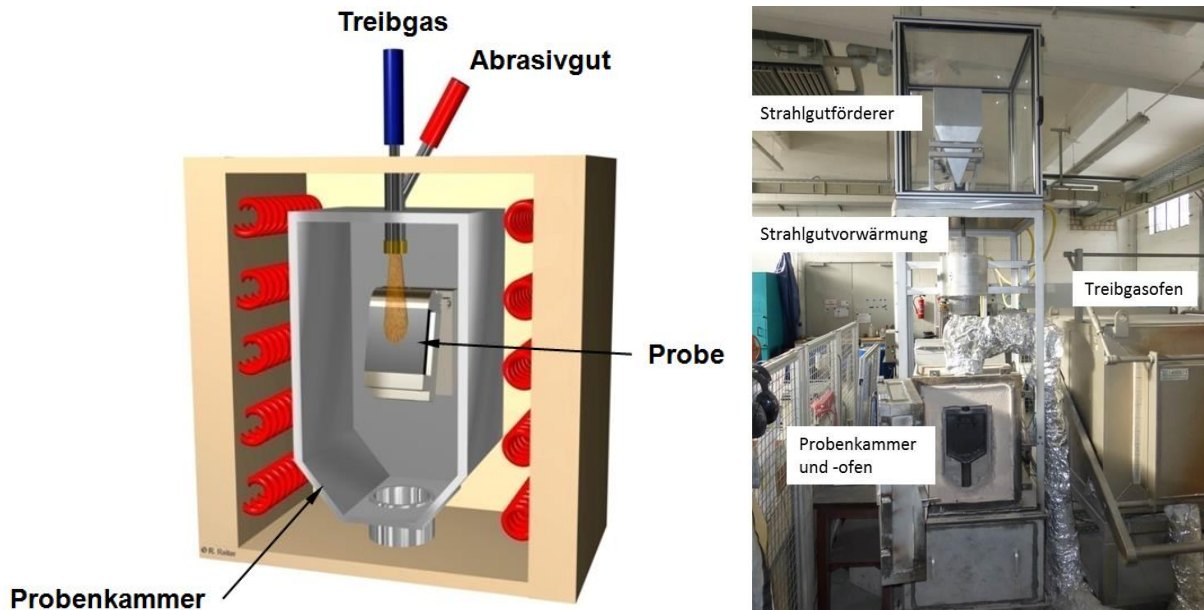 Treibgas
Abrasivgut
Probe
Probenkammer
Strahlgutförderer
Strahlgutvorwärmung
Treibgasofen
Probenkammer
und -ofen